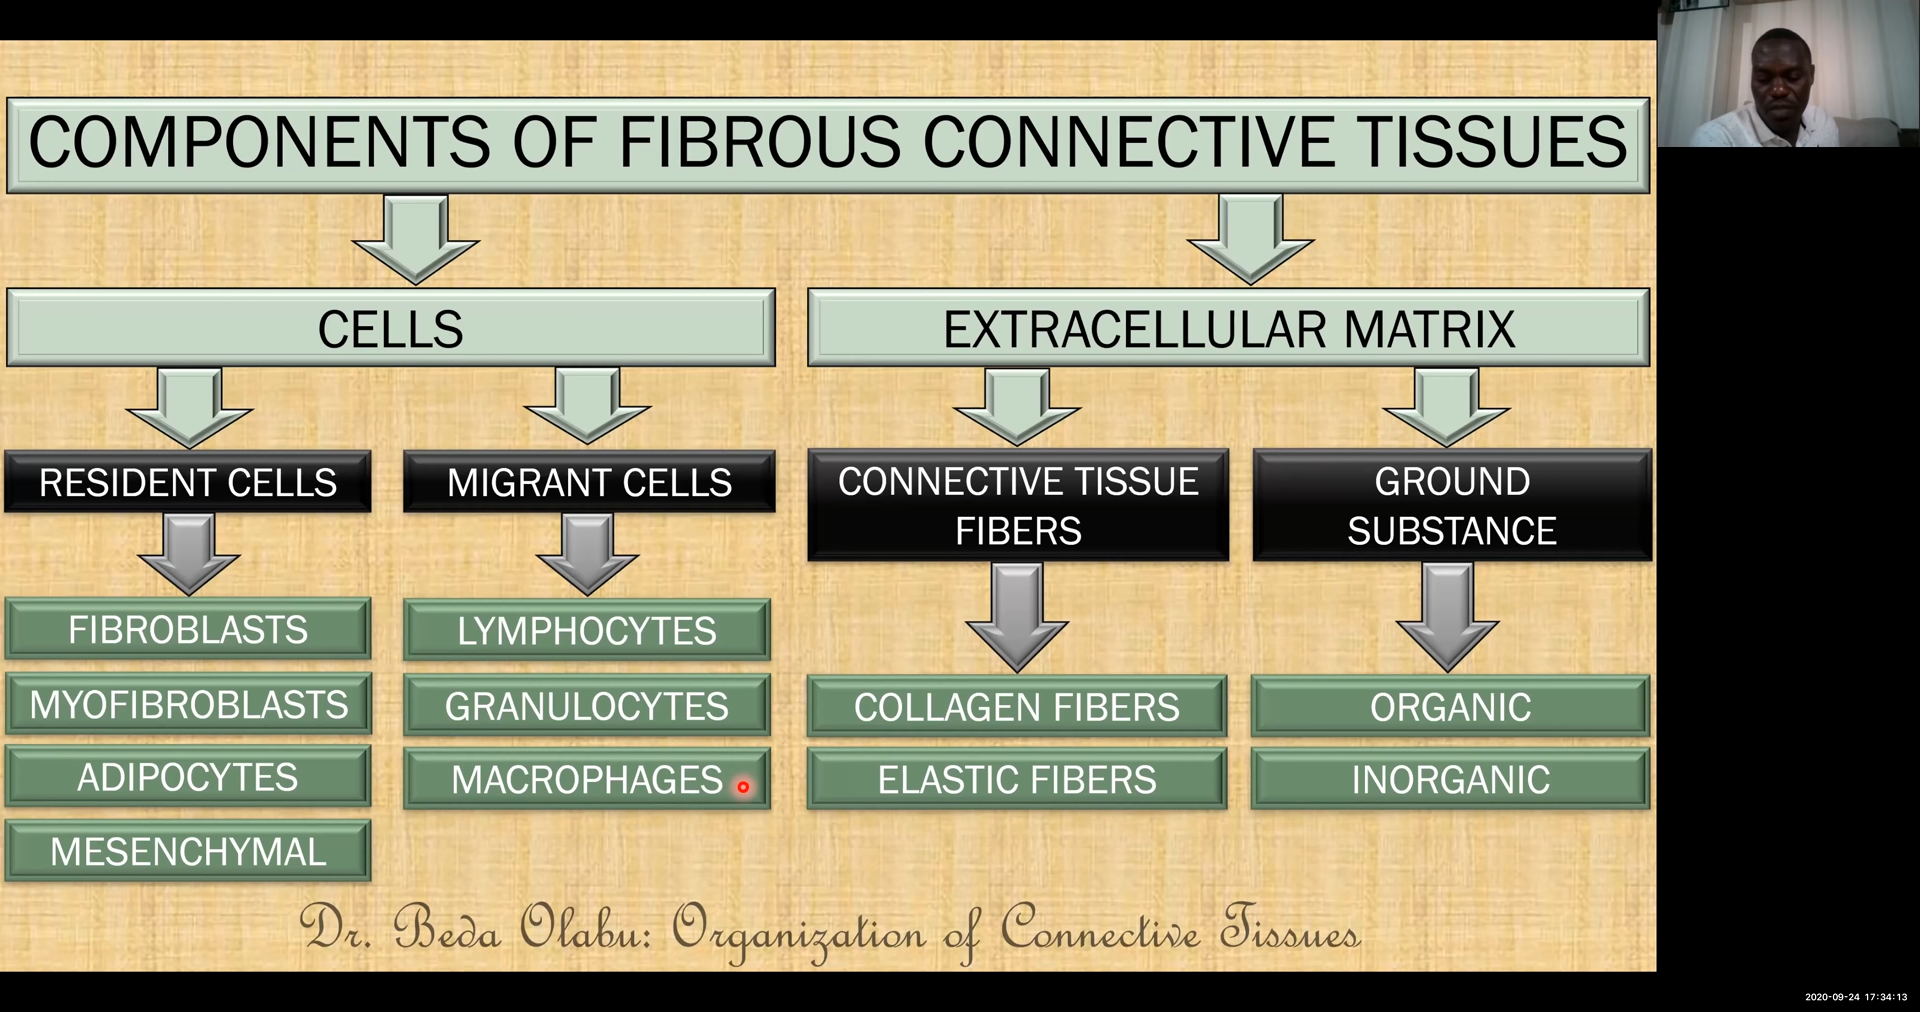 COMPONENTS OF FIBROUS CONNECTIVE TISSUES
CELLS
EXTRACELLULAR MATRIX
RESIDENT CELLS
MIGRANT CELLS
CONNECTIVE TISSUE
FIBERS
GROUND
SUBSTANCE
FIBROBLASTS
MYOFIBROBLASTS
ADIPOCYTES
MESENCHYMAL
LYMPHOCYTES
GRANULOCYTES
MACROPHAGES
COLLAGEN FIBERS
ELASTIC FIBERS
ORGANIC
INORGANIC
Dr. Beda Olabu: Organization of Connective Tissues
2020-09-24 17:34:13